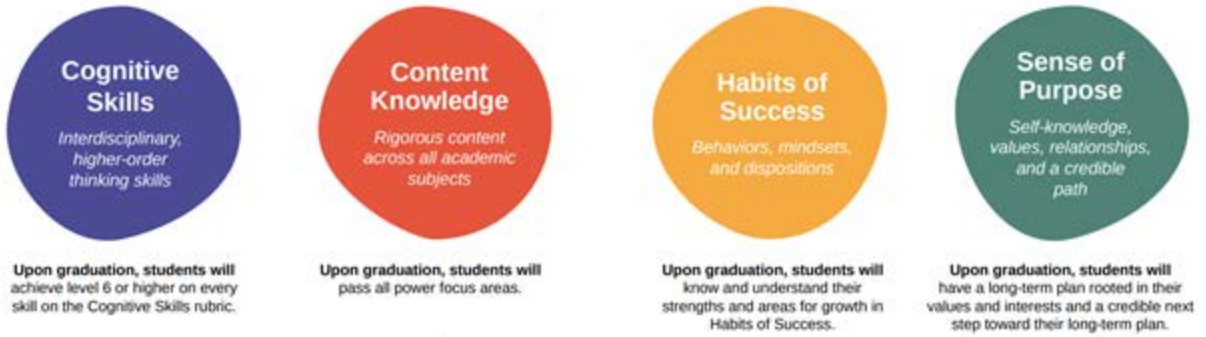 Cognitive
Skills
Interdisciplinary,
higher-order
thinking skills
Upon graduation, students will
achieve level 6 or higher on every
skill on the Cognitive Skills rubric.
Content
Knowledge
Rigorous content
across all academic
subjects
Upon graduation, students will
pass all power focus areas.
Habits of
Success
Behaviors, mindsets,
and dispositions
Upon graduation, students will
know and understand their
strengths and areas for growth in
Habits of Success.
Sense of
Purpose
Self-knowledge,
values, relationships,
and a credible
path
Upon graduation, students will
have a long-term plan rooted in their
values and interests and a credible next
step toward their long-term plan.